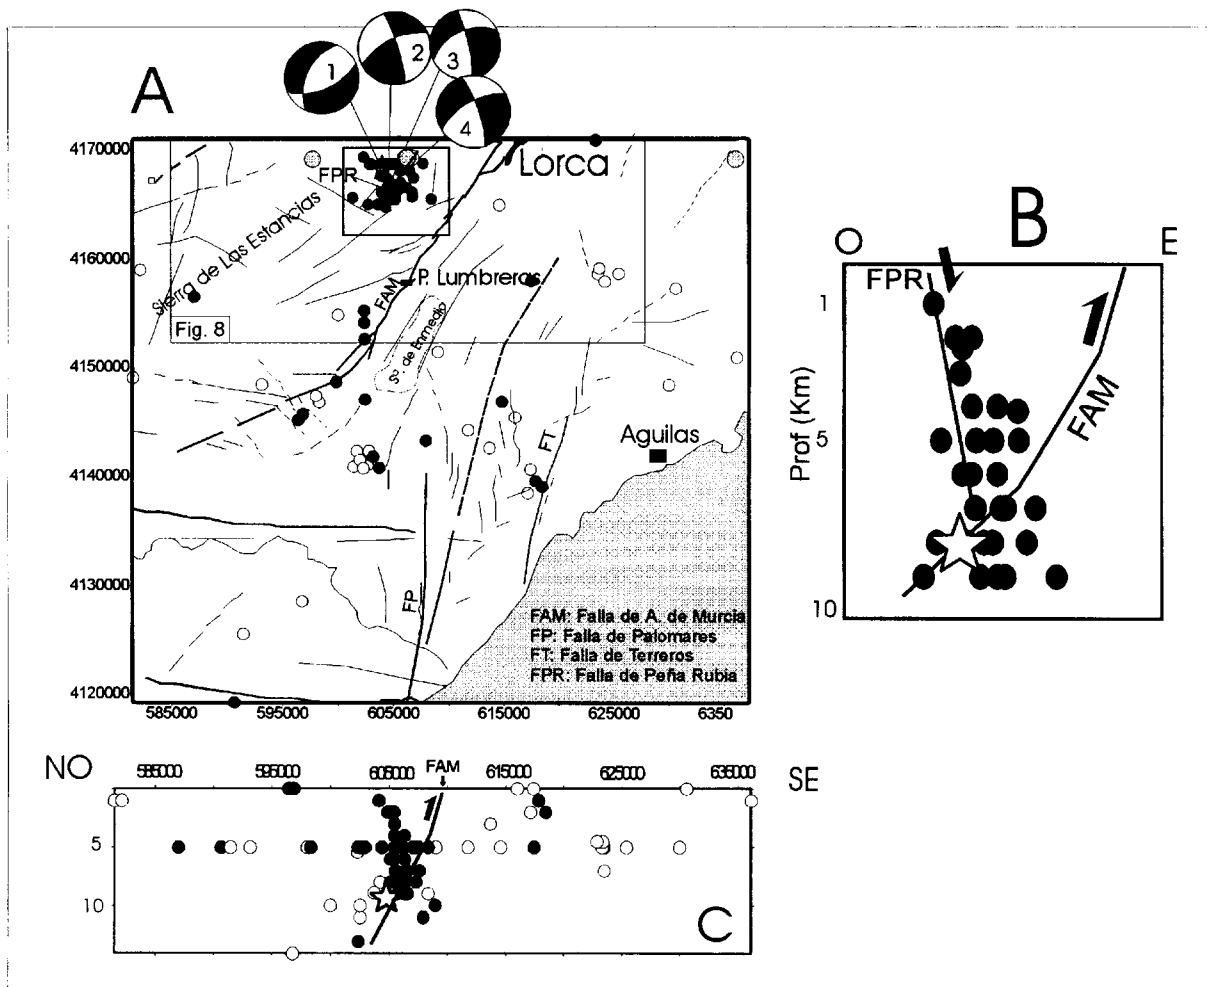 A
1
2
3
4
4170000
4160000
4150000
4140000
4130000
4120000
585000
595000
605000
615000
625000
6350
FPR
Lorca
Sierra de Las Estancias
FAM
P. Lumbreras
Fig. 8
Sª. de Enmedio
FT
Aguilas
FP
FAM: Falla de A. de Murcia
FP: Falla de Palomares
FT: Falla de Terreros
FPR: Falla de Peña Rubia
B
O
E
FPR
1
5
10
Prof (Km)
FAM
NO
585000
595000
605000
FAM
615000
625000
635000
SE
5
10
C